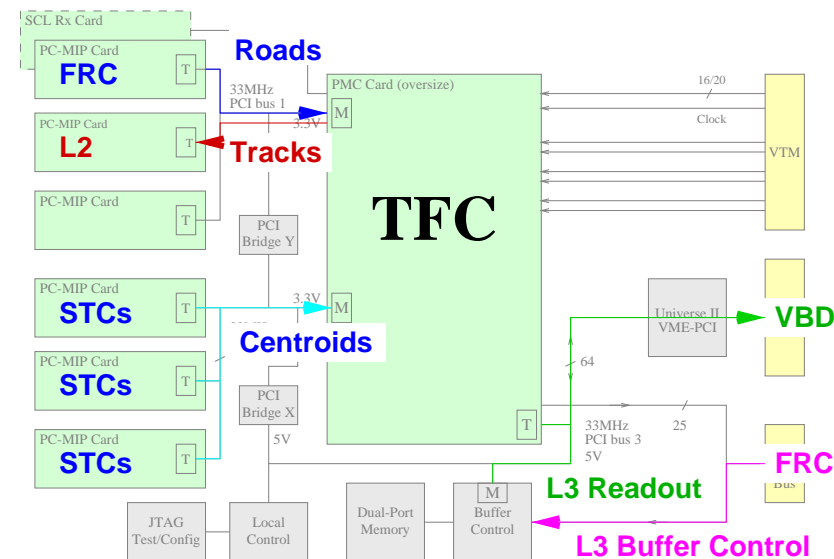 SCL Rx Card
PC-MIP Card
FRC
T
Roads
33MHz
PCI bus 1
3.3V
PC-MIP Card
L2
T
Tracks
PC-MIP Card
T
PCI
Bridge Y
PMC Card (oversize)
M
TFC
16/20
Clock
VTM
PC-MIP Card
STCs
T
3.3V
M
Centroids
PC-MIP Card
STCs
T
PCI
Bridge X
5V
PC-MIP Card
STCs
T
Universe II
VME-PCI
VBD
64
T
33MHz
PCI bus 3
5V
25
FRC
Bus
L3 Readout
M
Buffer
Control
Dual-Port
Memory
JTAG
Test/Config
Local
Control
L3 Buffer Control